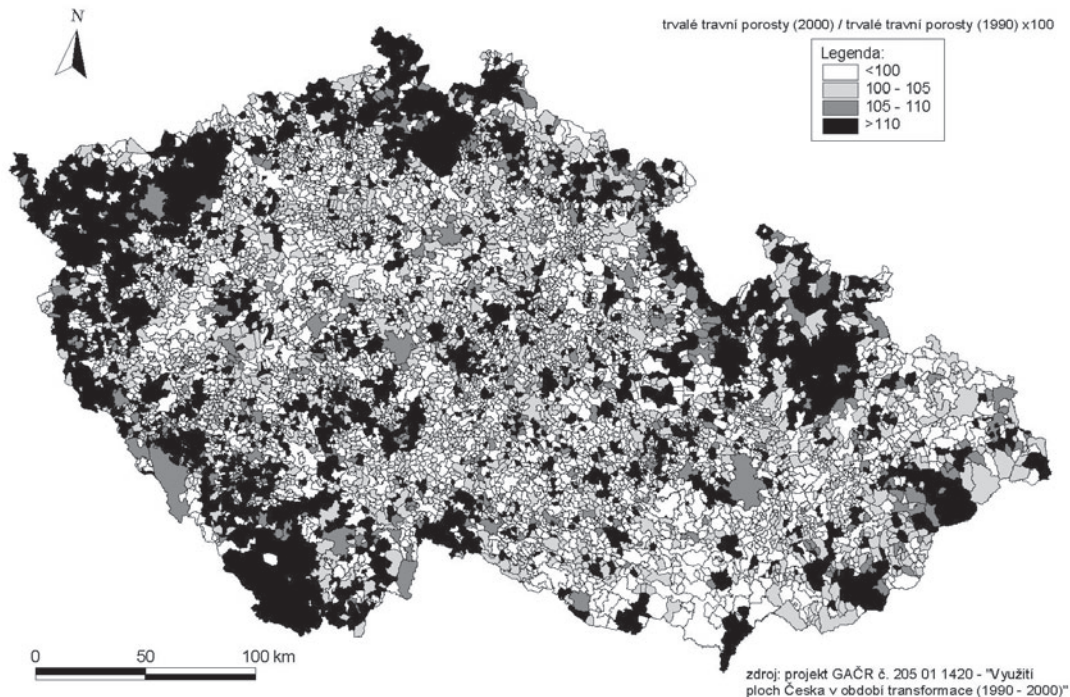 N
trvalé travní porosty (2000) / trvalé travní porosty (1990) x100
Legenda:
<100
100 - 105
105 - 110
>110
0 50 100 km
zdroj: projekt GAČR č. 205 01 1420 - "Využití
ploch Česka v období transformace (1990 - 2000)"